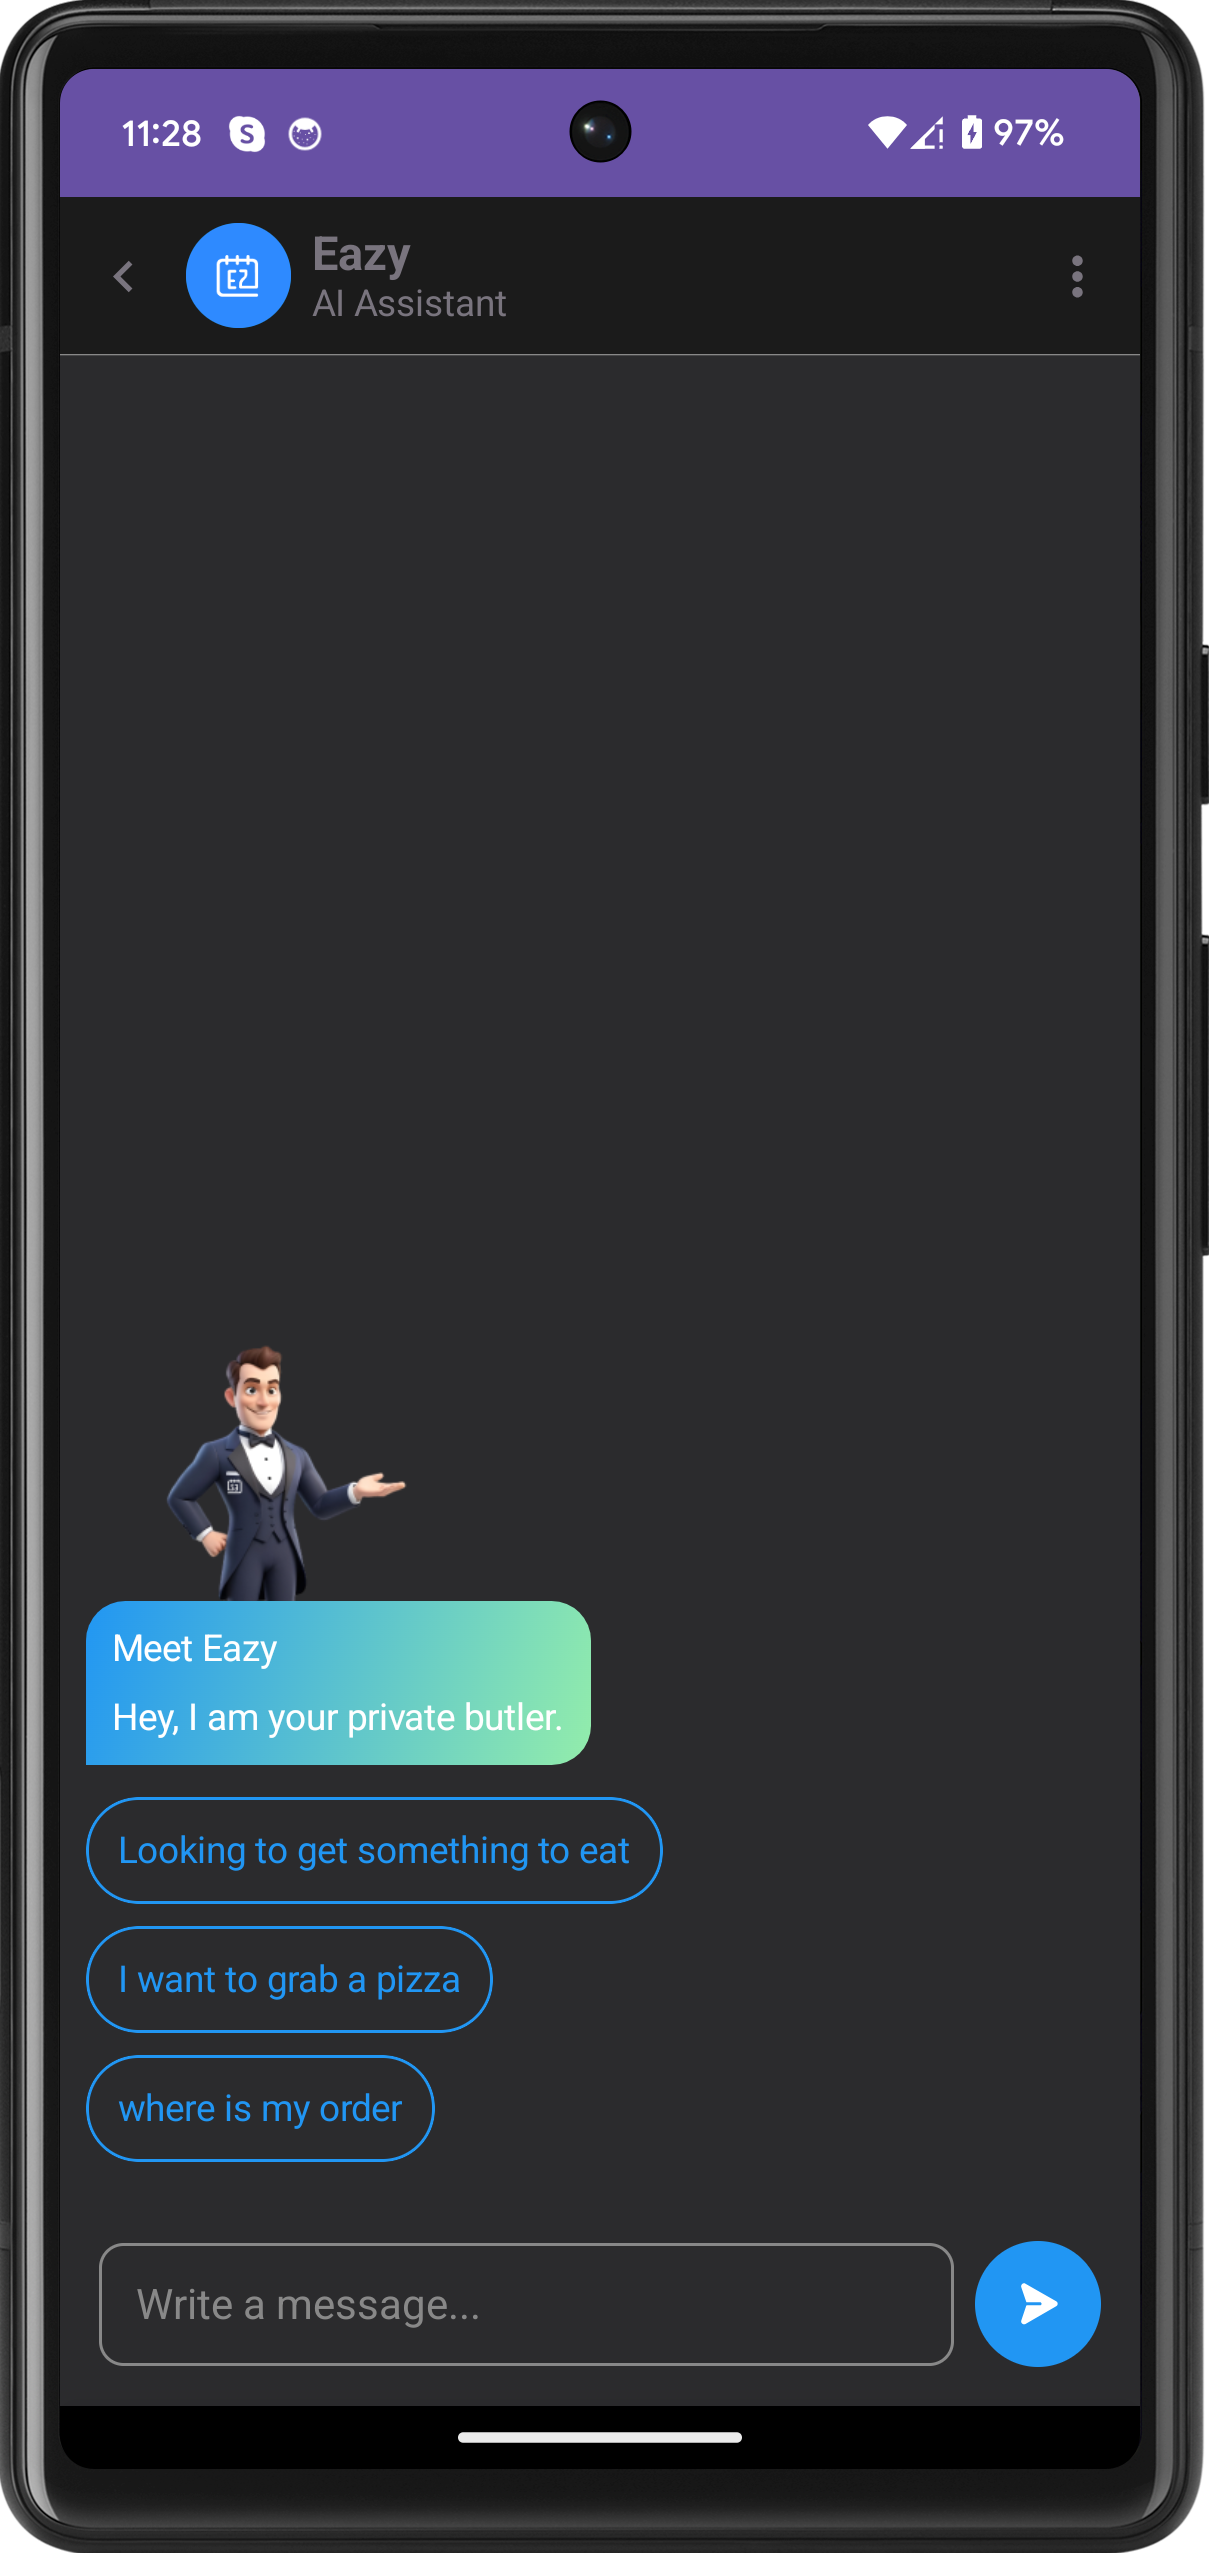 11:28 S 97%
EZ
Eazy
AI Assistant
Meet Eazy
Hey, I am your private butler.
Looking to get something to eat
I want to grab a pizza
where is my order
Write a message...